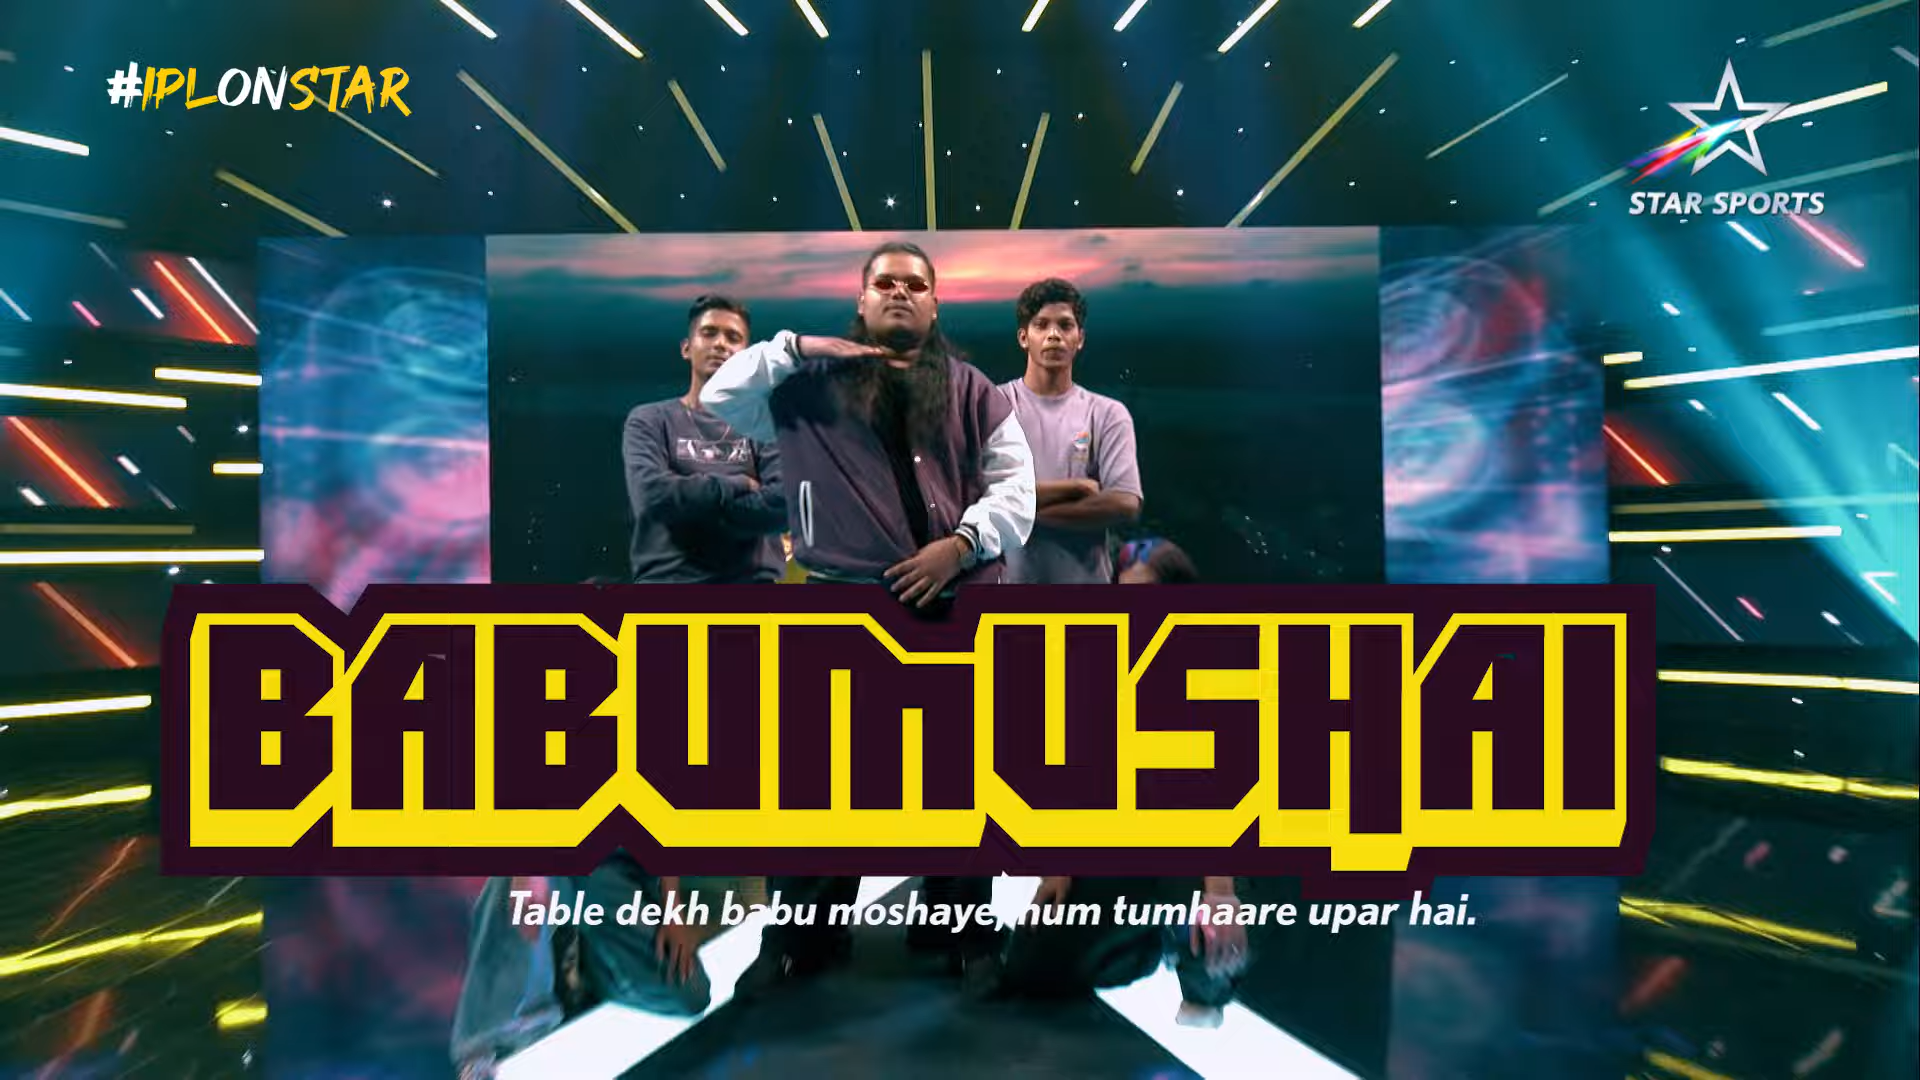 #IPLONSTAR
STAR SPORTS
BABUMUSHAI
Table dekh babu moshaye, hum tumhaare upar hai.